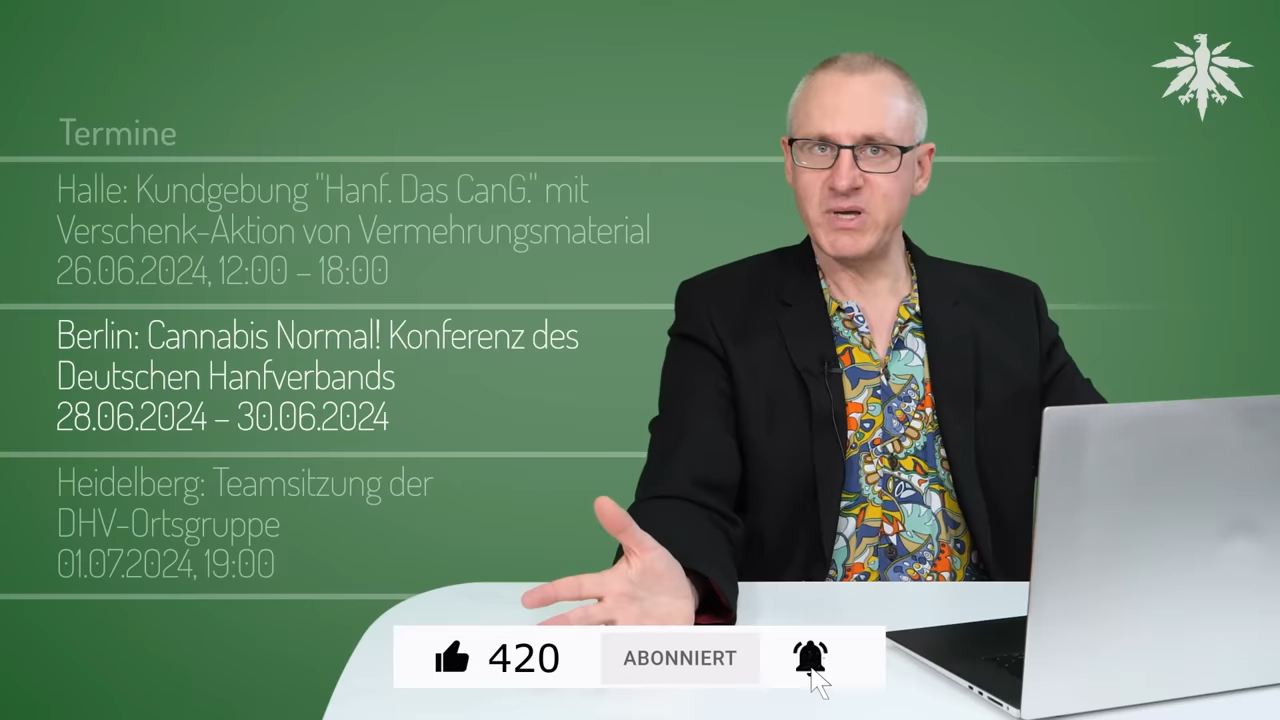 Termine
Halle: Kundgebung "Hanf. Das CanG." mit
Verschenk-Aktion von Vermehrungsmaterial
26.06.2024, 12:00 – 18:00
Berlin: Cannabis Normal! Konferenz des
Deutschen Hanfverbands
28.06.2024 – 30.06.2024
Heidelberg: Teamsitzung der
DHV-Ortsgruppe
01.07.2024, 19:00
420
ABONNIERT